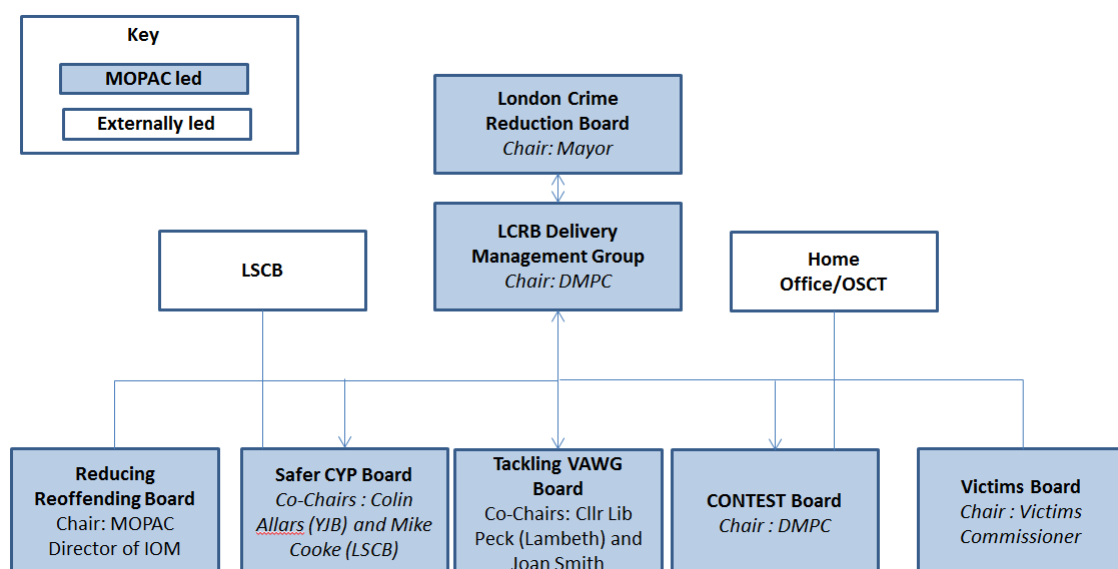 Key
MOPAC led
Externally led
London Crime
Reduction Board
Chair: Mayor
LCRB Delivery
Management Group
Chair: DMPC
LSCB
Home
Office/OSCT
Reducing
Reoffending Board
Chair: MOPAC
Director of IOM
Safer CYP Board
Co-Chairs : Colin
Allars (YJB) and Mike
Cooke (LSCB)
Tackling VAWG
Board
Co-Chairs: Cllr Lib
Peck (Lambeth) and
Joan Smith
CONTEST Board
Chair : DMPC
Victims Board
Chair : Victims
Commissioner